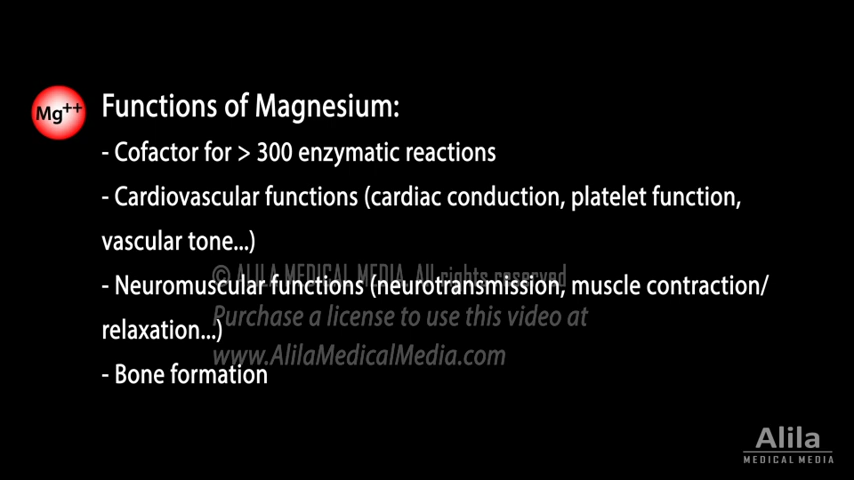 Mg++
Functions of Magnesium:
- Cofactor for > 300 enzymatic reactions
- Cardiovascular functions (cardiac conduction, platelet function,
vascular tone...)
© ALILA MEDICAL MEDIA. All rights reserved
- Neuromuscular functions (neurotransmission, muscle contraction/
Purchase a license to use this video at
relaxation...)
www.AlilaMedicalMedia.com
- Bone formation
Alila
MEDICAL MEDIA